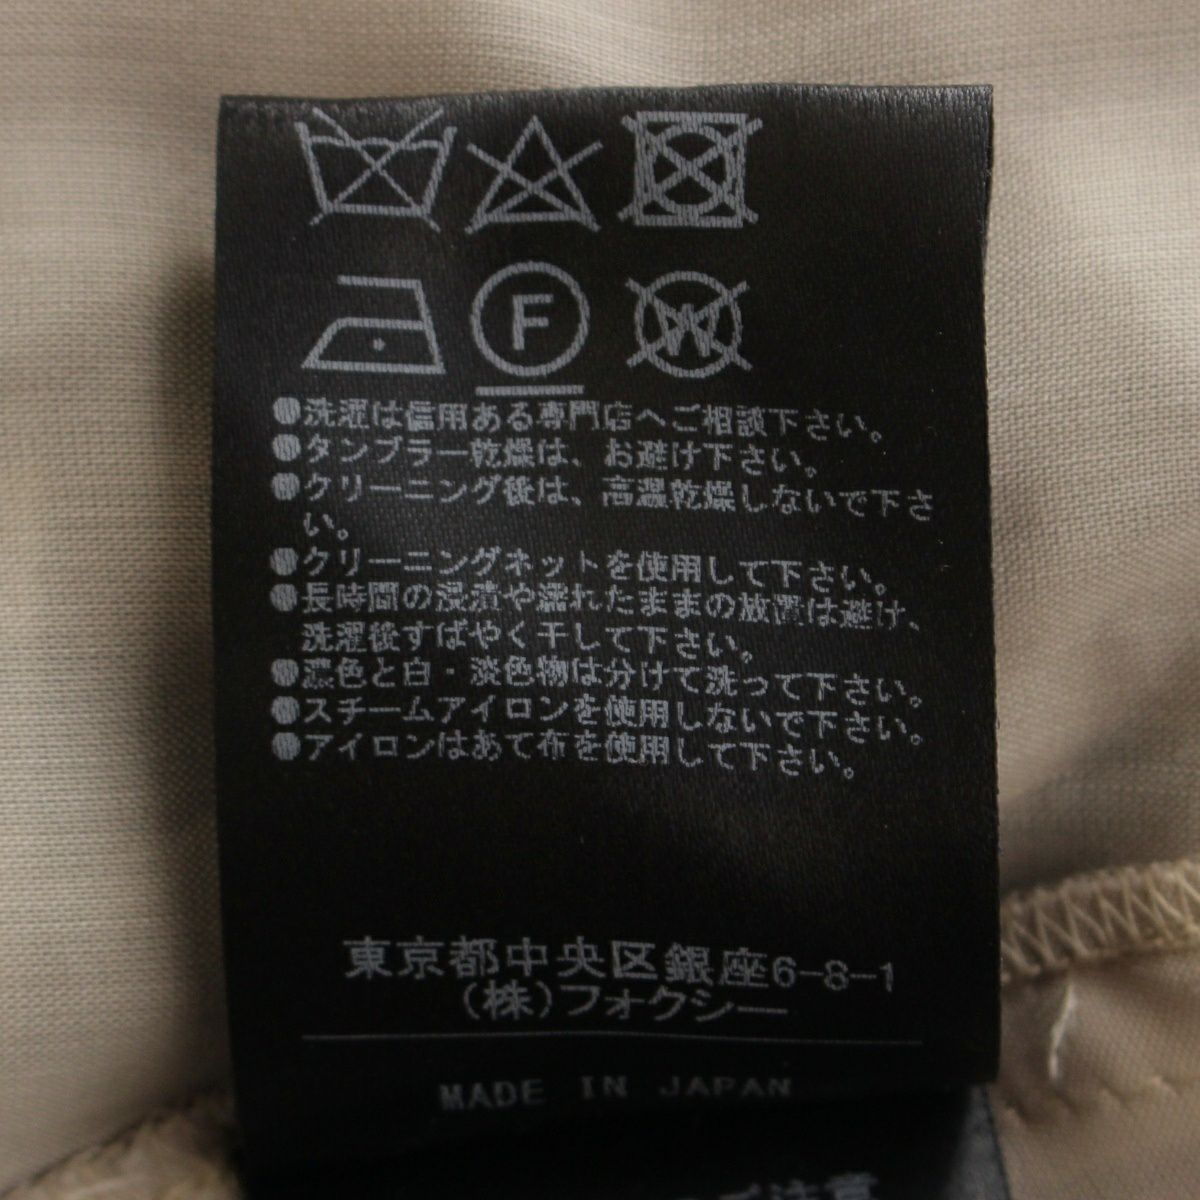 F W
●洗濯は信用ある専門店へご相談下さい。
●タンブラー乾燥は、お避け下さい。
●クリーニング後は、高温乾燥しないで下さ
い。
●クリーニングネットを使用して下さい。
●長時間の浸漬や濡れたままの放置は避け、
洗濯後すばやく干して下さい。
●濃色と白・淡色物は分けて洗って下さい。
●スチームアイロンを使用しないで下さい。
●アイロンはあて布を使用して下さい。
東京都中央区銀座6-8-1
(株)フォクシー
MADE IN JAPAN
ご注意